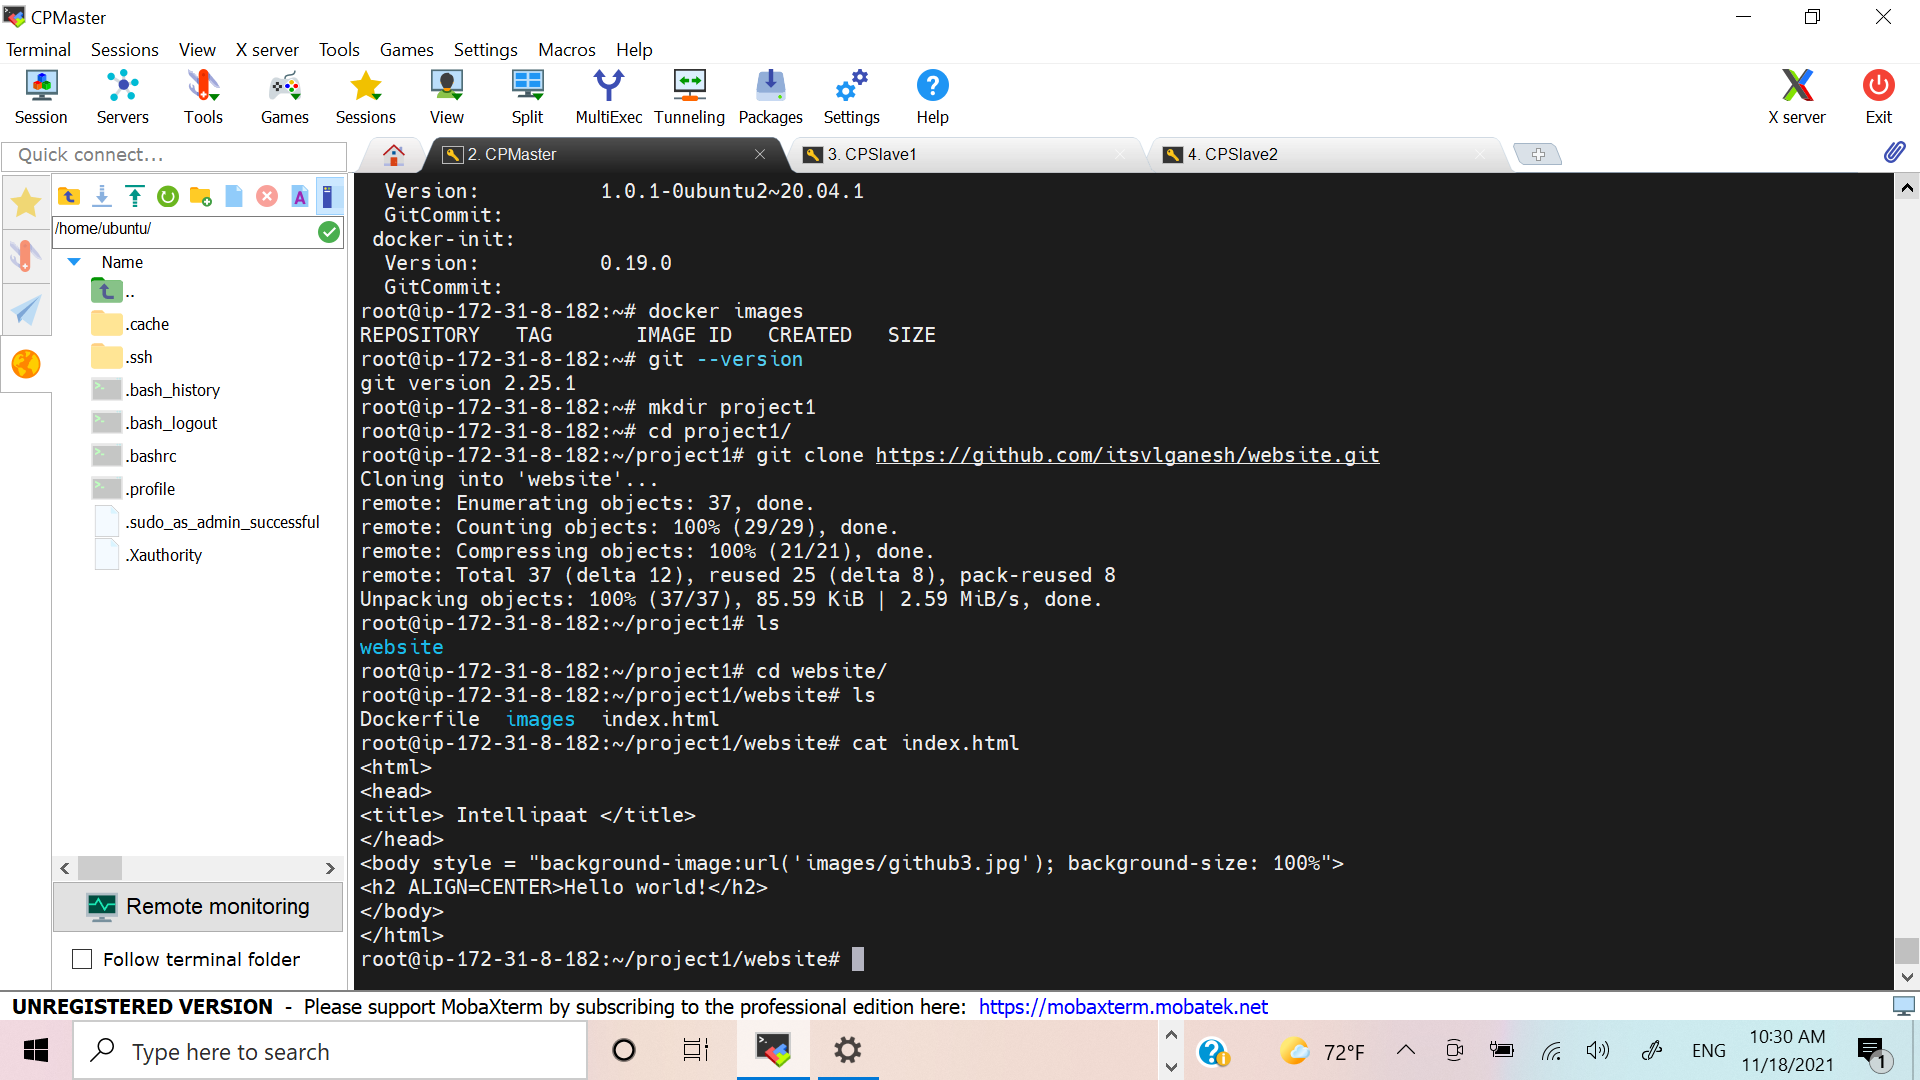 CPMaster
Terminal Sessions View X server Tools Games Settings Macros Help
Session Servers Tools Games Sessions View Split MultiExec Tunneling Packages Settings Help X server Exit
Quick connect...
2. CPMaster
3. CPSlave1
4. CPSlave2
/home/ubuntu/
Name
..
.cache
.ssh
.bash_history
.bash_logout
.bashrc
.profile
.sudo_as_admin_successful
.Xauthority
Remote monitoring
Follow terminal folder
Version: 1.0.1-0ubuntu2~20.04.1
GitCommit:
docker-init:
Version: 0.19.0
GitCommit:
root@ip-172-31-8-182:~# docker images
REPOSITORY TAG IMAGE ID CREATED SIZE
root@ip-172-31-8-182:~# git --version
git version 2.25.1
root@ip-172-31-8-182:~# mkdir project1
root@ip-172-31-8-182:~# cd project1/
root@ip-172-31-8-182:~/project1# git clone https://github.com/itsvlganesh/website.git
Cloning into 'website'...
remote: Enumerating objects: 37, done.
remote: Counting objects: 100% (29/29), done.
remote: Compressing objects: 100% (21/21), done.
remote: Total 37 (delta 12), reused 25 (delta 8), pack-reused 8
Unpacking objects: 100% (37/37), 85.59 KiB | 2.59 MiB/s, done.
root@ip-172-31-8-182:~/project1# ls
website
root@ip-172-31-8-182:~/project1# cd website/
root@ip-172-31-8-182:~/project1/website# ls
Dockerfile images index.html
root@ip-172-31-8-182:~/project1/website# cat index.html
<html>
<head>
<title> Intellipaat </title>
</head>
<body style = "background-image:url('images/github3.jpg'); background-size: 100%">
<h2 ALIGN=CENTER>Hello world!</h2>
</body>
</html>
root@ip-172-31-8-182:~/project1/website#
UNREGISTERED VERSION - Please support MobaXterm by subscribing to the professional edition here: https://mobaxterm.mobatek.net
Type here to search
72°F
ENG
10:30 AM
11/18/2021
1